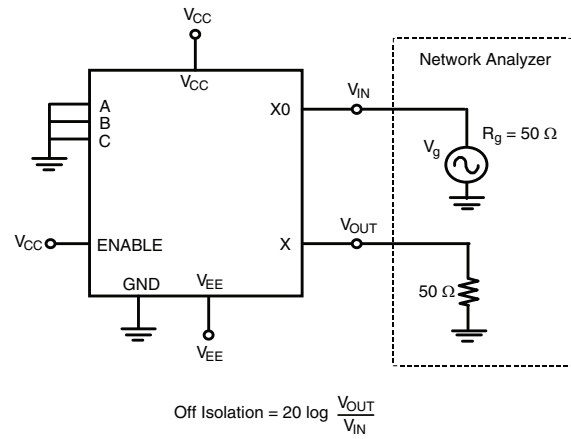 VCC
VCC
Network Analyzer
A
B
C
X0
VIN
Vg
Rg = 50 Ω
VCC
ENABLE
X
VOUT
GND
VEE
50 Ω
VEE
Off Isolation = 20 log VOUT
VIN